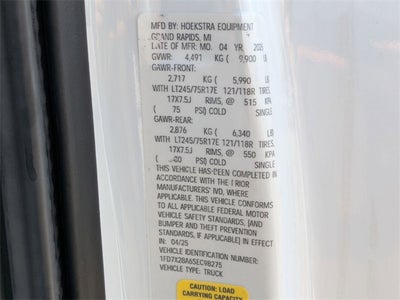 MFD BY: HOEKSTRA EQUIPMENT
GRAND RAPIDS, MI
DATE OF MFR: MO. 04 YR. 2025
GVWR: 4,491 KG ( 9,900 LB
GAWR-FRONT:
2,717 KG ( 5,990 LB
WITH LT245/75R17E 121/118R TIRES,
17X7.5J RIMS, @ 515 KPA
( 75 PSI) COLD SINGLE
GAWR-REAR:
2,876 KG ( 6,340 LB)
WITH LT245/75R17E 121/118R TIRES,
17X7.5J RIMS, @ 550 KPA
PSI) COLD SINGLE
THIS VEHICLE HAS BEEN COMPLETED IN
ACCORDANCE WITH THE PRIOR
MANUFACTURERS' IVD, WHERE
APPLICABLE. THIS VEHICLE CONFORMS
TO ALL APPLICABLE FEDERAL MOTOR
VEHICLE SAFETY STANDARDS, (AND
BUMPER AND THEFT PREVENTION
STANDARDS, IF APPLICABLE) IN EFFECT
IN: 04/25
1FD7X2BA6SEC98275
VEHICLE TYPE: TRUCK
CAUTION: LOAD
CARRYING CAPACITY